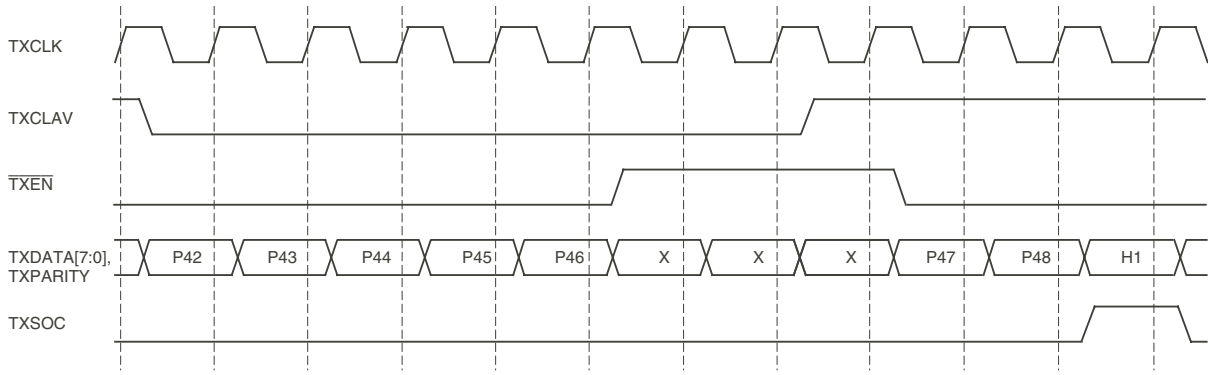 TXCLK
TXCLAV
TXEN
TXDATA[7:0], P42 P43 P44 P45 P46 X X X P47 P48 H1
TXPARITY
TXSOC